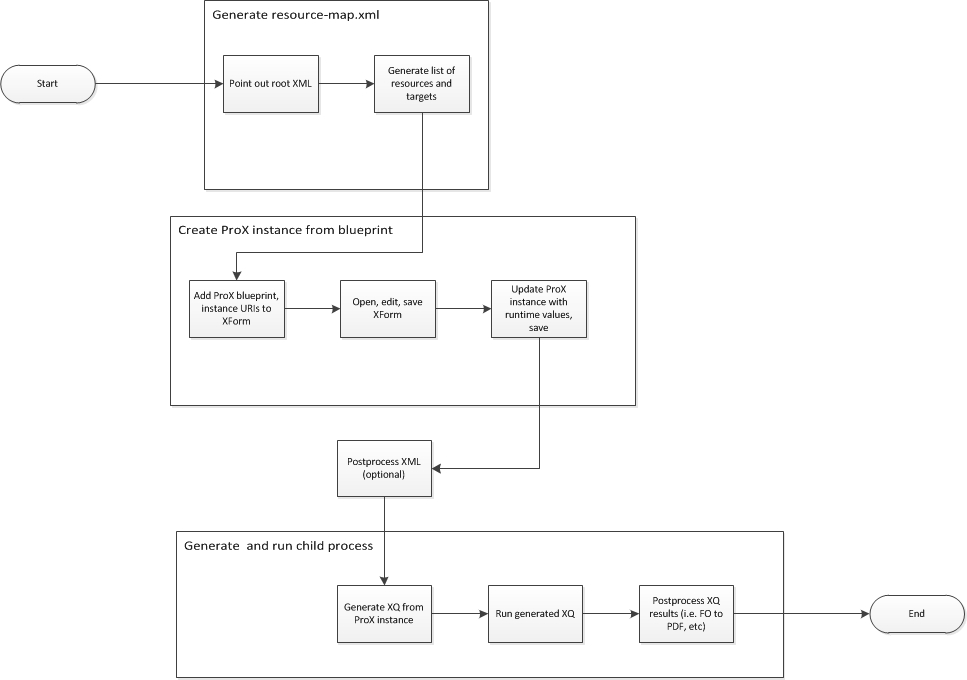 Generate resource-map.xml
Start
Point out root XML
Generate list of
resources and
targets
Create ProX instance from blueprint
Add ProX blueprint,
instance URIs to
XForm
Open, edit, save
XForm
Update ProX
instance with
runtime values,
save
Postprocess XML
(optional)
Generate  and run child process
Generate XQ from
ProX instance
Run generated XQ
Postprocess XQ
results (i.e. FO to
PDF, etc)
End